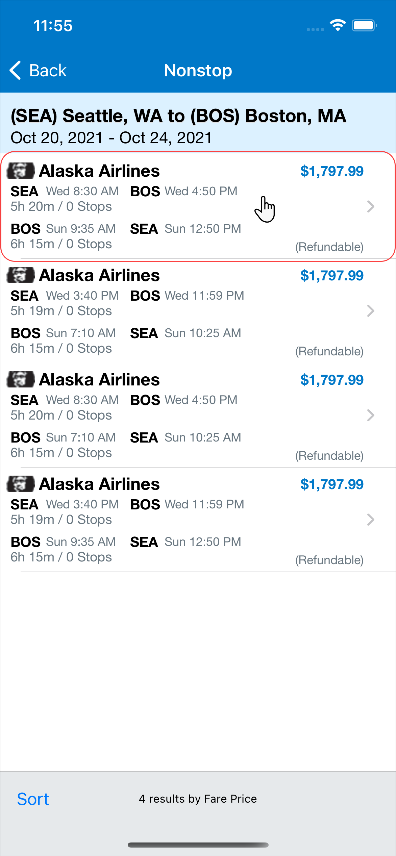 11:55
Back
Nonstop
(SEA) Seattle, WA to (BOS) Boston, MA
Oct 20, 2021 - Oct 24, 2021
Alaska Airlines $1,797.99
SEA Wed 8:30 AM BOS Wed 4:50 PM
5h 20m / 0 Stops
BOS Sun 9:35 AM SEA Sun 12:50 PM
6h 15m / 0 Stops (Refundable)
Alaska Airlines $1,797.99
SEA Wed 3:40 PM BOS Wed 11:59 PM
5h 19m / 0 Stops
BOS Sun 7:10 AM SEA Sun 10:25 AM
6h 15m / 0 Stops (Refundable)
Alaska Airlines $1,797.99
SEA Wed 8:30 AM BOS Wed 4:50 PM
5h 20m / 0 Stops
BOS Sun 7:10 AM SEA Sun 10:25 AM
6h 15m / 0 Stops (Refundable)
Alaska Airlines $1,797.99
SEA Wed 3:40 PM BOS Wed 11:59 PM
5h 19m / 0 Stops
BOS Sun 9:35 AM SEA Sun 12:50 PM
6h 15m / 0 Stops (Refundable)
Sort
4 results by Fare Price